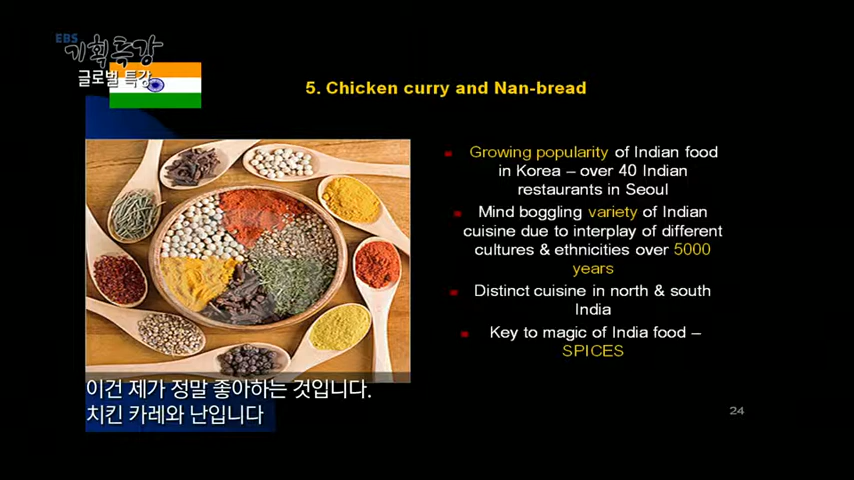 EBS
기획특강
글로벌 특강
5. Chicken curry and Nan-bread
Growing popularity of Indian food
in Korea – over 40 Indian
restaurants in Seoul
Mind boggling variety of Indian
cuisine due to interplay of different
cultures & ethnicities over 5000
years
Distinct cuisine in north & south
India
Key to magic of India food –
SPICES
이건 제가 정말 좋아하는 것입니다.
치킨 카레와 난입니다
24